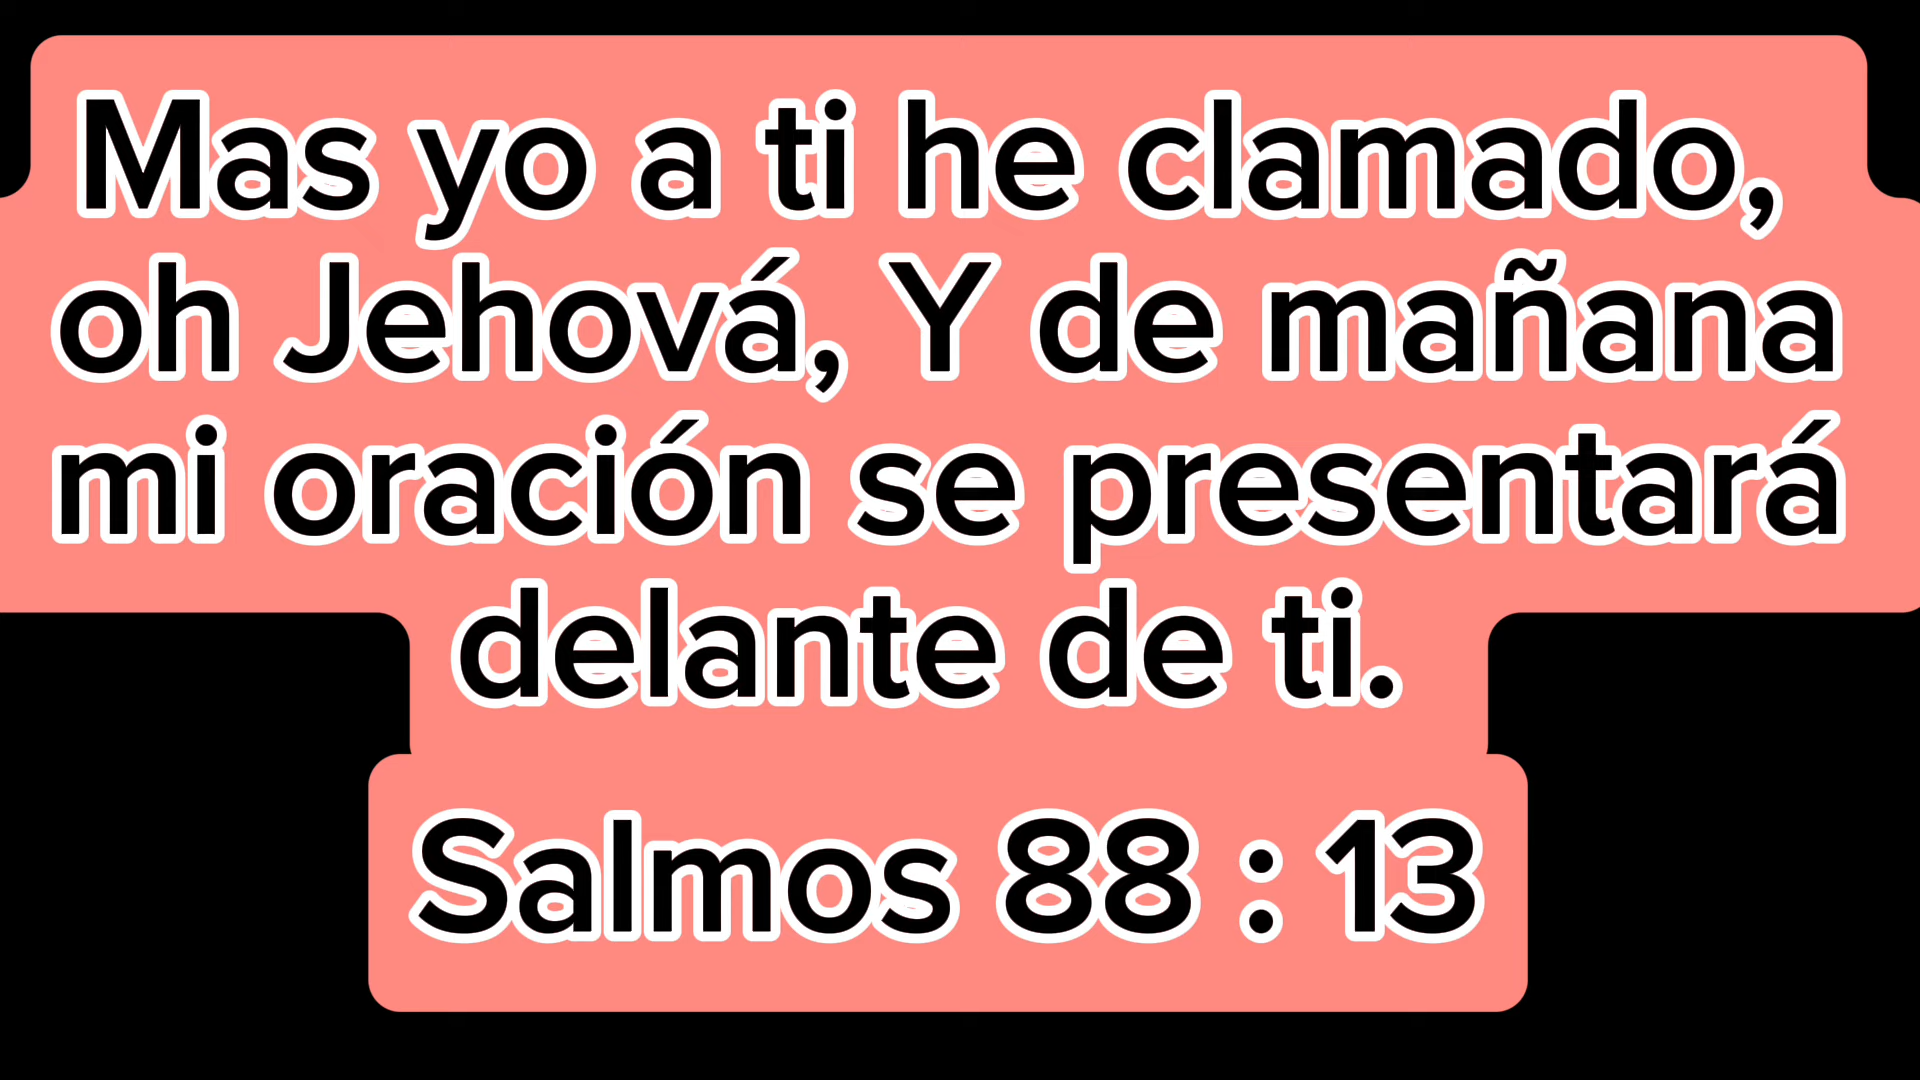 Mas yo a ti he clamado,
oh Jehová, Y de mañana
mi oración se presentará
delante de ti.
Salmos 88 : 13